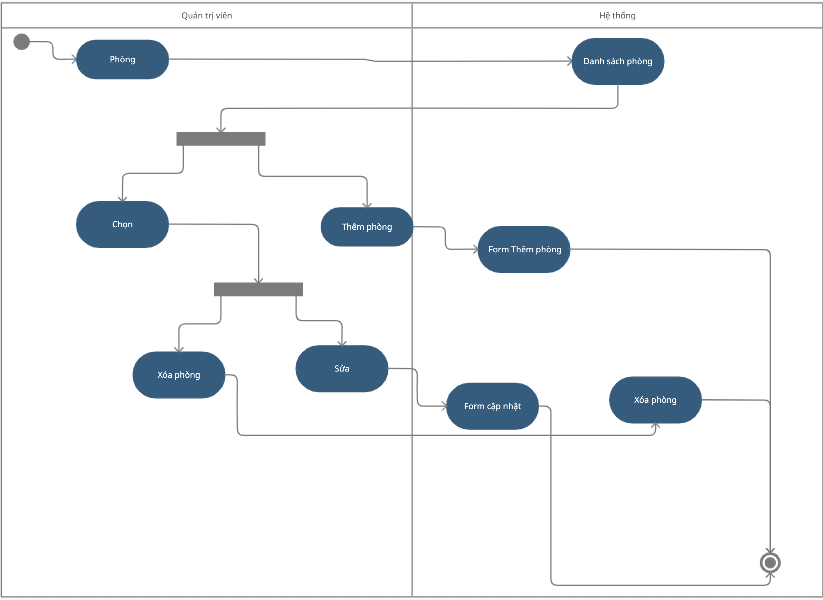 Quản trị viên
Hệ thống
Phòng
Danh sách phòng
Chọn
Thêm phòng
Form Thêm phòng
Xóa phòng
Sửa
Form cập nhật
Xóa phòng